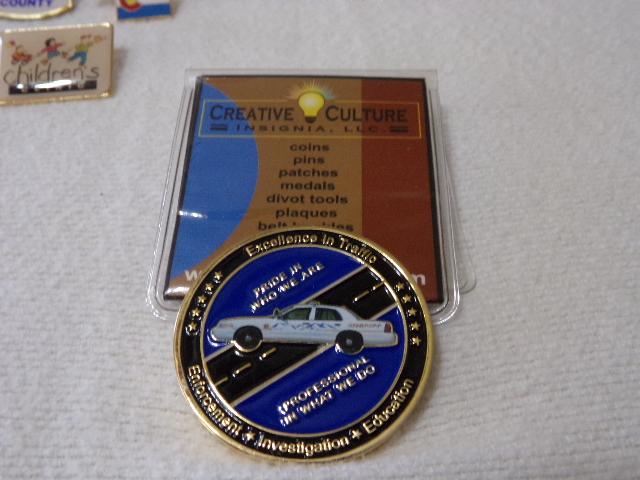 COUNTY
children's
CREATIVE CULTURE
INSIGNIA, LLC.
coins
pins
patches
medals
divot tools
plaques
Excellence in Traffic
PRIDE IN
WHO WE ARE
PROFESSIONAL
IN WHAT WE DO
Enforcement + Investigation + Education